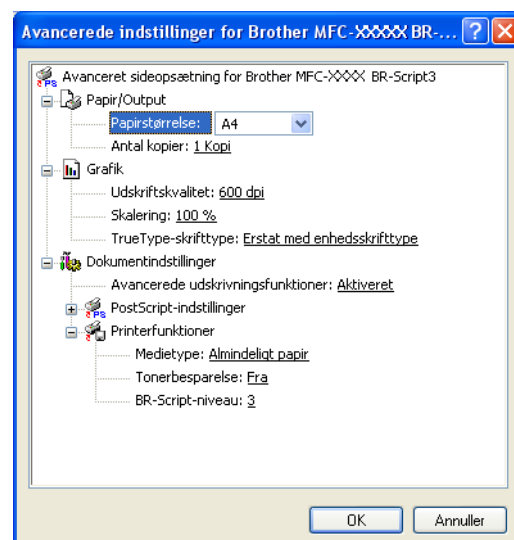 Avancerede indstillinger for Brother MFC-XXXXX BR-...
Avanceret sideopsætning for Brother MFC-XXXX BR-Script3
Papir/Output
Papirstørrelse: A4
Antal kopier: 1 Kopi
Grafik
Udskriftskvalitet: 600 dpi
Skalering: 100 %
TrueType-skrifttype: Erstat med enhedsskrifttype
Dokumentindstillinger
Avancerede udskrivningsfunktioner: Aktiveret
PostScript-indstillinger
Printerfunktioner
Medietype: Almindeligt papir
Tonerbesparelse: Fra
BR-Script-niveau: 3
OK Annuller